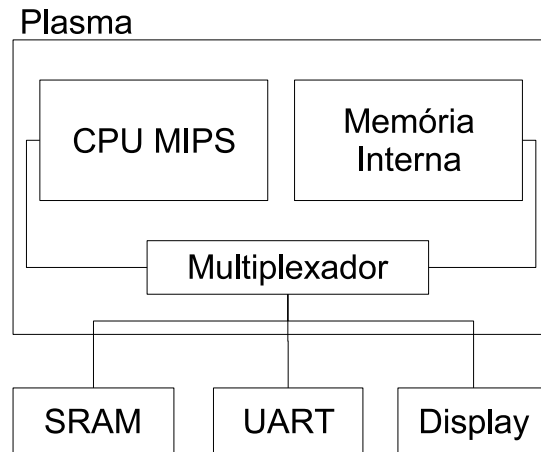 Plasma
CPU MIPS
Memória
Interna
Multiplexador
SRAM
UART
Display